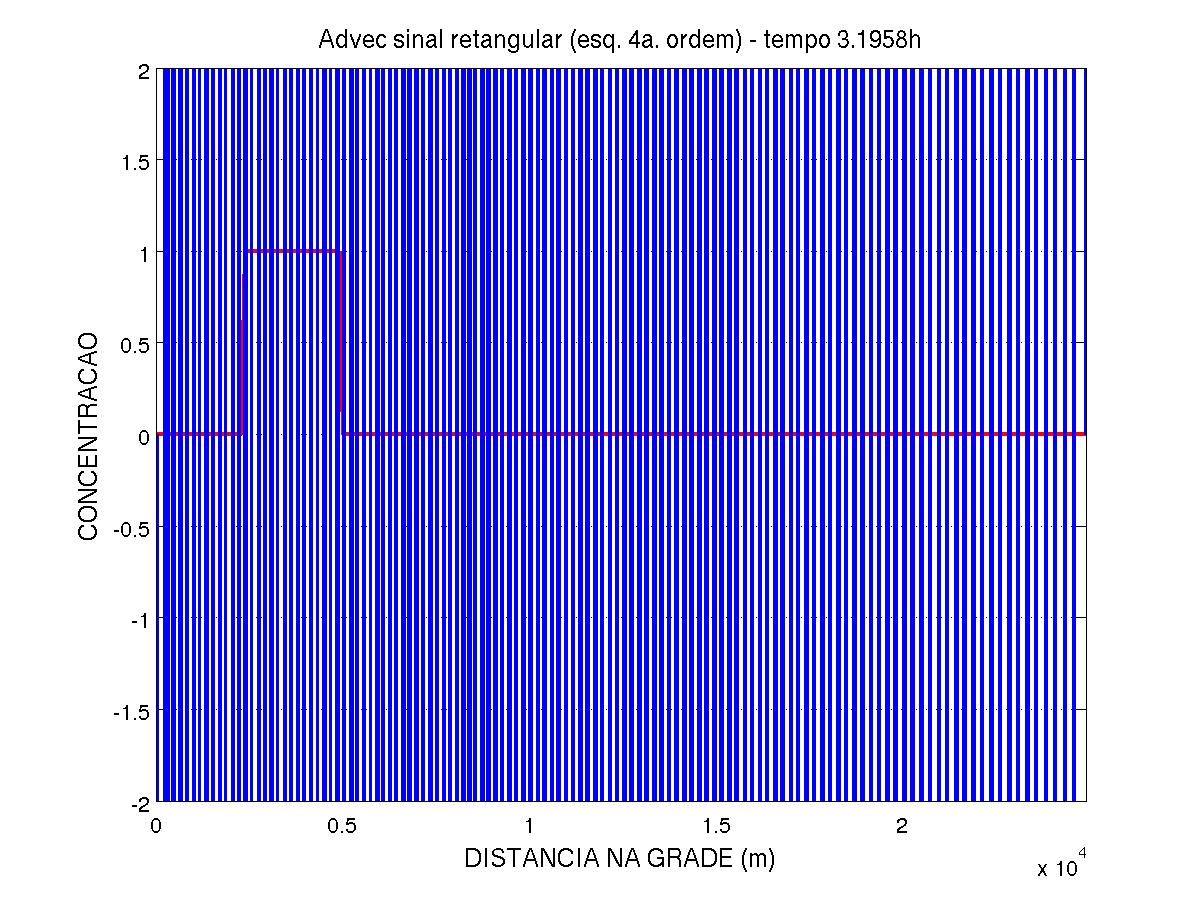 Advec sinal retangular (esq. 4a. ordem) - tempo 3.1958h
2
1.5
1
0.5
0
-0.5
-1
-1.5
-2
CONCENTRACAO
0 0.5 1 1.5 2
DISTANCIA NA GRADE (m)
x 10^4